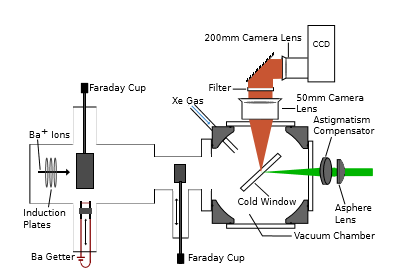 200mm Camera
Lens
CCD
Faraday Cup
Filter
Xe Gas
50mm Camera
Lens
Astigmatism
Compensator
Ba+ Ions
Induction
Plates
Cold Window
Asphere
Lens
Vacuum Chamber
Ba Getter
Faraday Cup